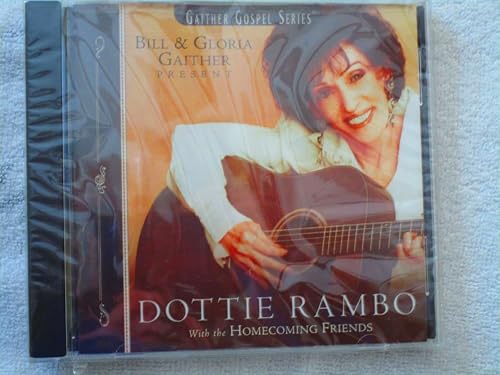 GAITHER GOSPEL SERIES
BILL & GLORIA
GAITHER
PRESENT
DOTTIE RAMBO
With the HOMECOMING FRIENDS